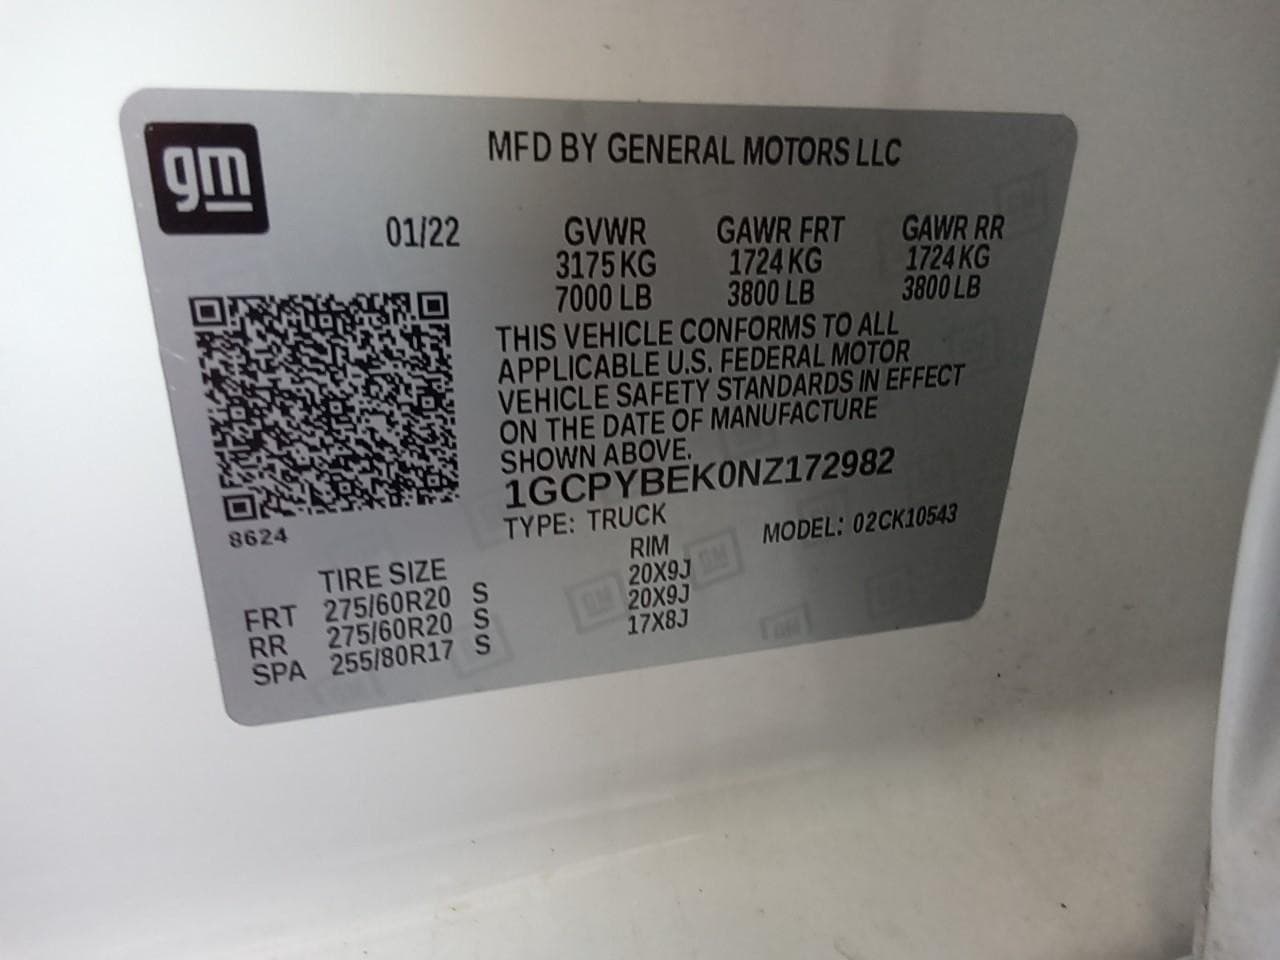 gm
MFD BY GENERAL MOTORS LLC
01/22 GVWR GAWR FRT GAWR RR
3175 KG 1724 KG 1724 KG
7000 LB 3800 LB 3800 LB
THIS VEHICLE CONFORMS TO ALL
APPLICABLE U.S. FEDERAL MOTOR
VEHICLE SAFETY STANDARDS IN EFFECT
ON THE DATE OF MANUFACTURE
SHOWN ABOVE.
1GCPYBEK0NZ172982
8624
TYPE: TRUCK MODEL: 02CK10543
TIRE SIZE RIM
FRT 275/60R20 S 20X9J
RR 275/60R20 S 20X9J
SPA 255/80R17 S 17X8J